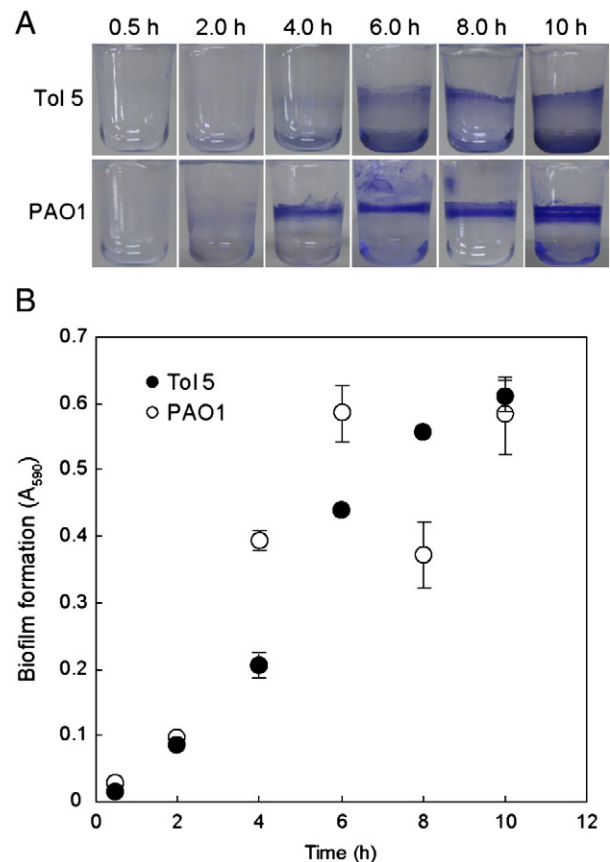 A
0.5 h 2.0 h 4.0 h 6.0 h 8.0 h 10 h
Tol 5
PAO1
B
0.7
0.6
0.5
0.4
0.3
0.2
0.1
0
Biofilm formation (A₅₉₀)
Tol 5
PAO1
0 2 4 6 8 10 12
Time (h)